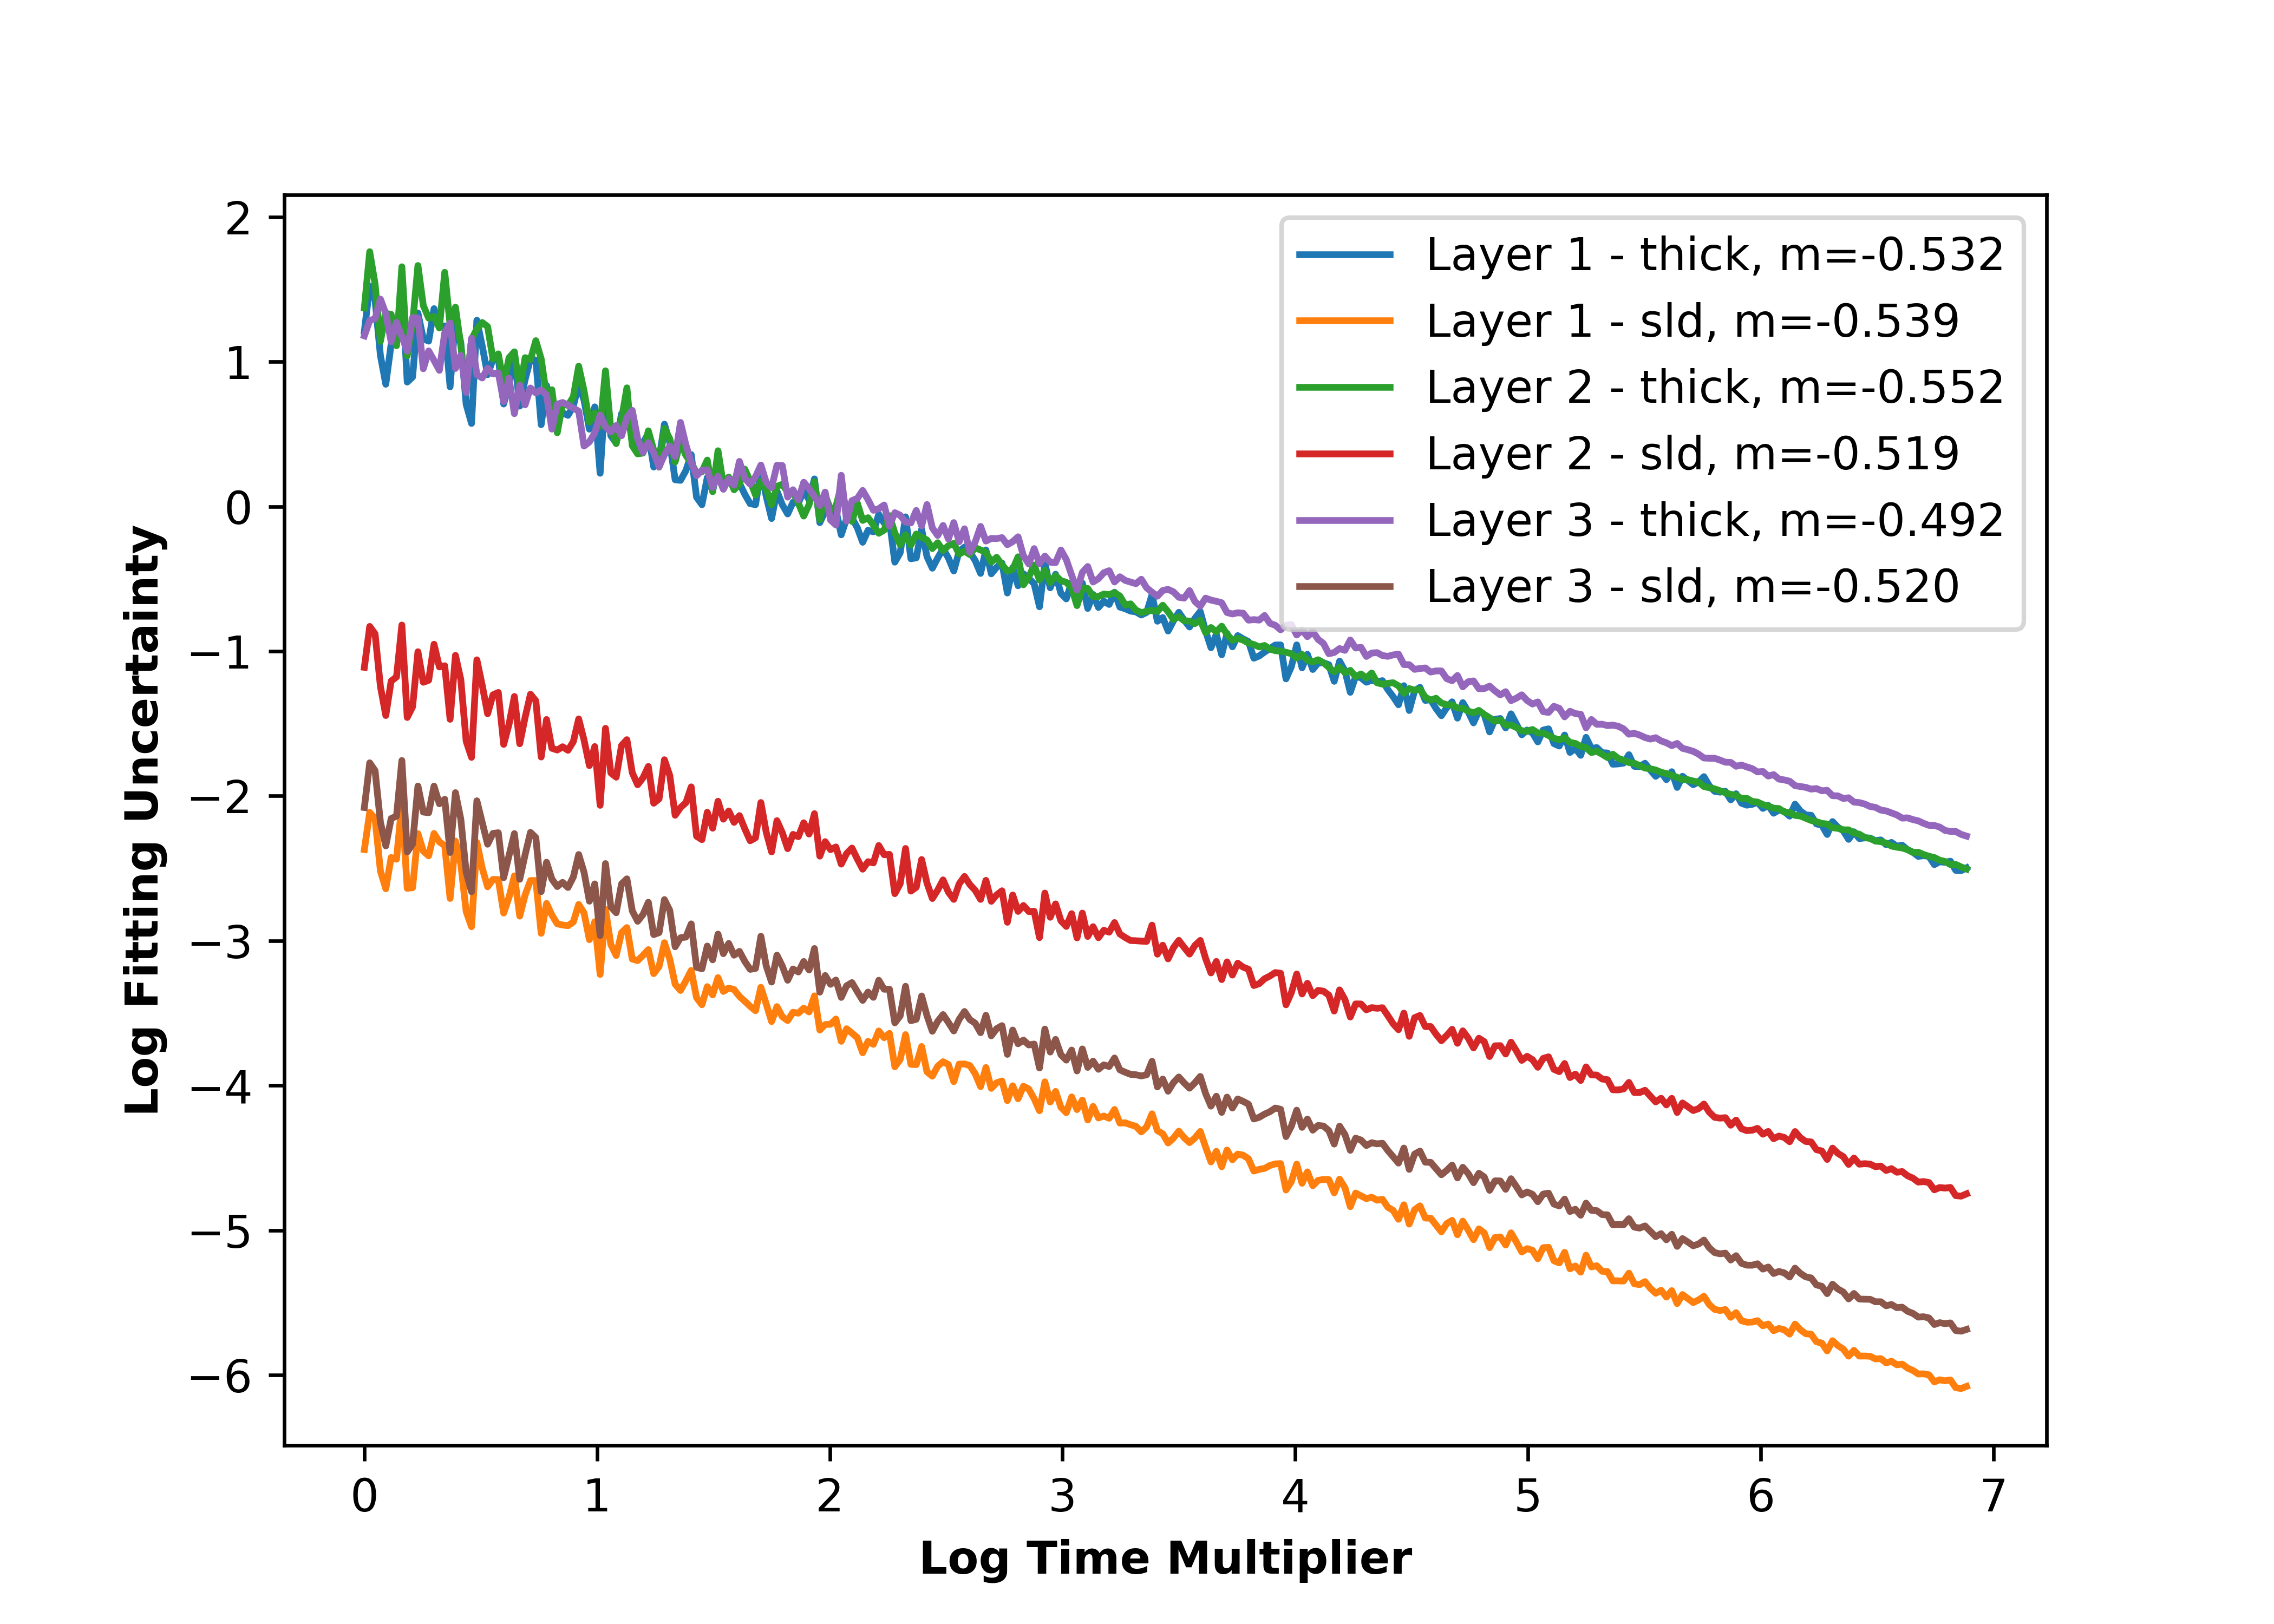 2
1
0
−1
−2
−3
−4
−5
−6
Log Fitting Uncertainty
Layer 1 - thick, m=-0.532
Layer 1 - sld, m=-0.539
Layer 2 - thick, m=-0.552
Layer 2 - sld, m=-0.519
Layer 3 - thick, m=-0.492
Layer 3 - sld, m=-0.520
0 1 2 3 4 5 6 7
Log Time Multiplier